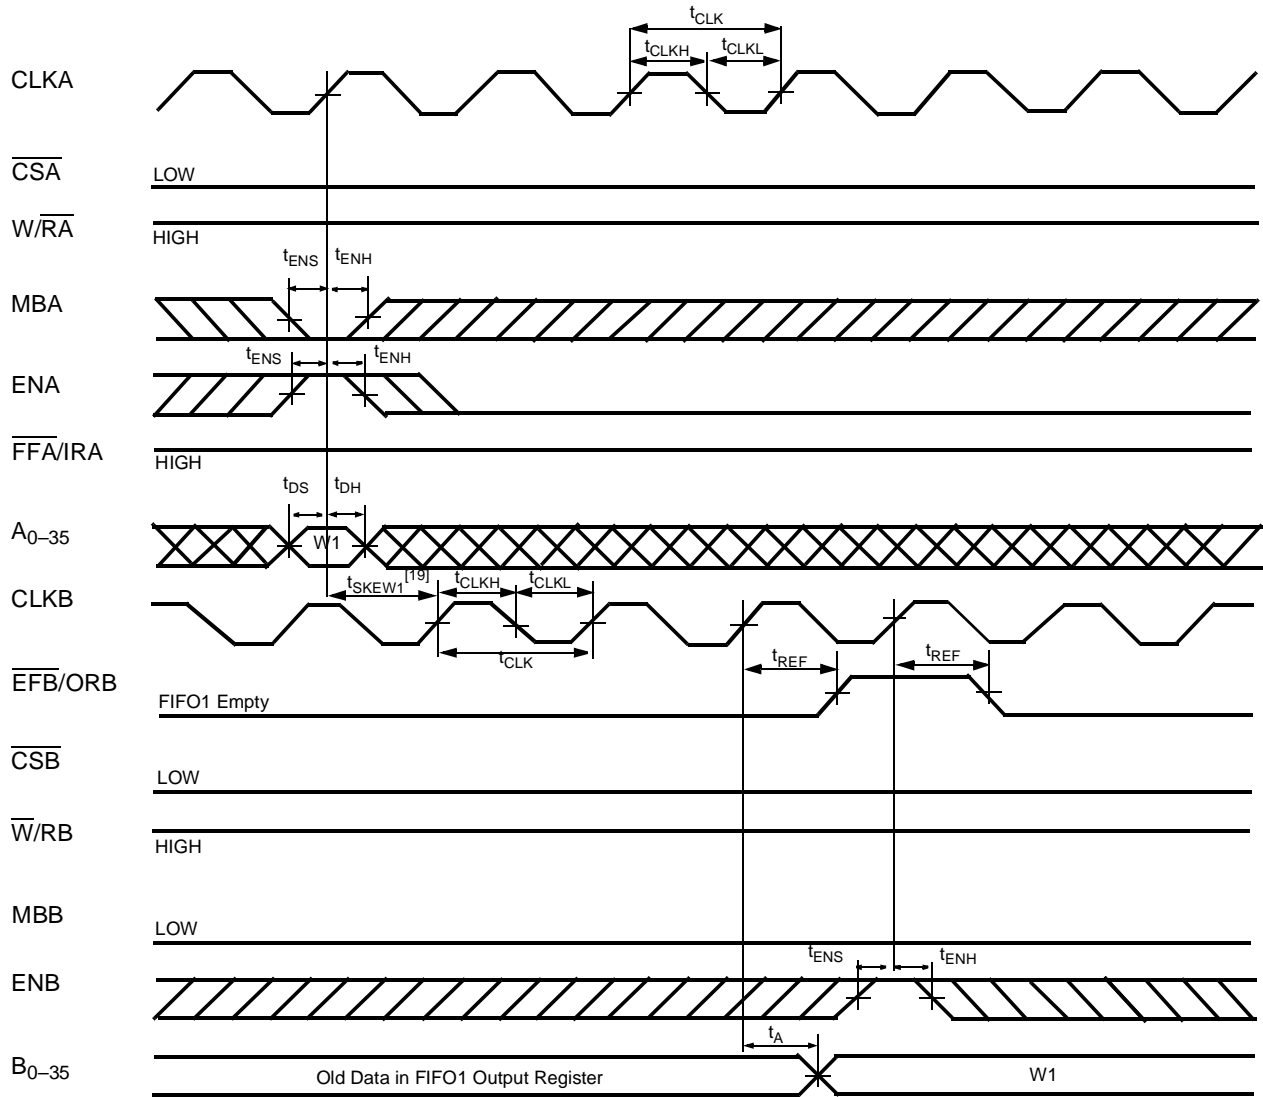 tCLK
tCLKH tCLKL
CLKA
CSA LOW
W/RA HIGH
tENS tENH
MBA
tENS tENH
ENA
FFA/IRA HIGH
tDS tDH
A0–35 W1
tSKEW1[19] tCLKH tCLKL
CLKB
tCLK tREF tREF
EFB/ORB FIFO1 Empty
CSB LOW
W/RB HIGH
MBB LOW
tENS tENH
ENB
tA
B0–35 Old Data in FIFO1 Output Register W1